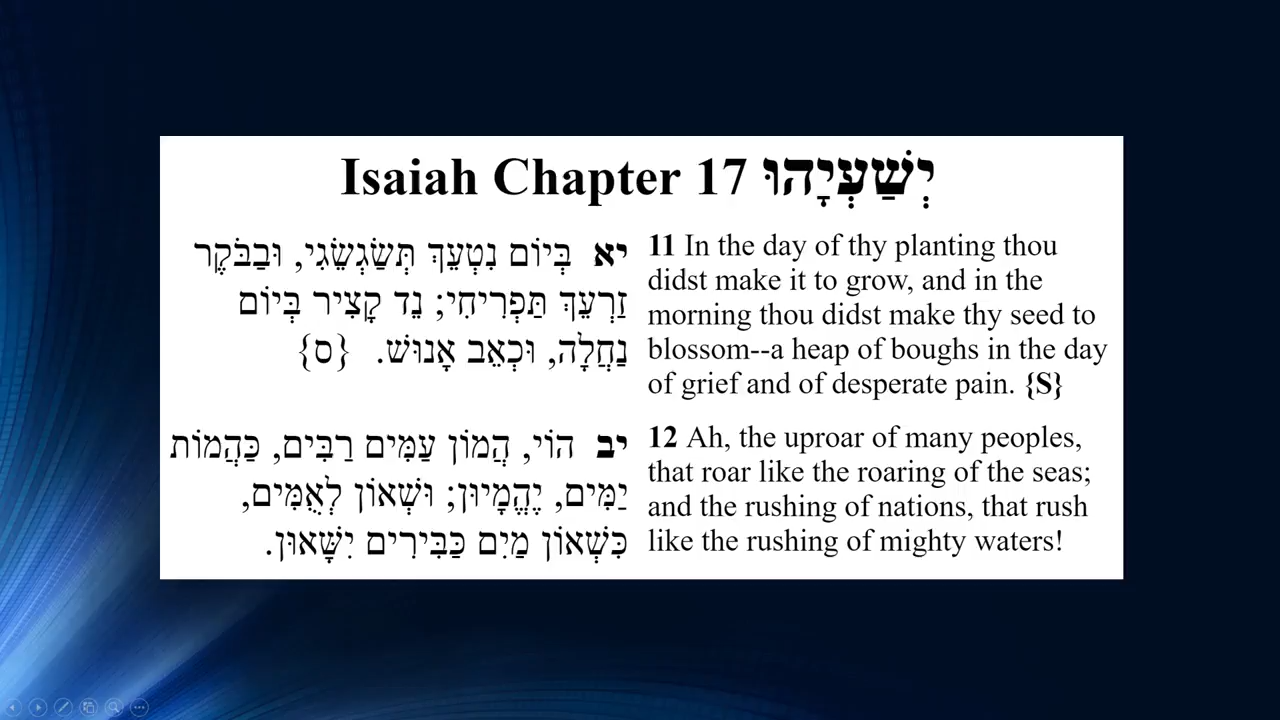 Isaiah Chapter 17 יְשַׁעְיָהוּ
יא בְּיוֹם נִטְעֵךְ תְּשַׂגְשֵׂגִי, וּבַבֹּקֶר
זַרְעֵךְ תַּפְרִיחִי; נֵד קָצִיר בְּיוֹם
נַחֲלָה, וּכְאֵב אָנוּשׁ. {ס}
11 In the day of thy planting thou
didst make it to grow, and in the
morning thou didst make thy seed to
blossom--a heap of boughs in the day
of grief and of desperate pain. {S}
יב הוֹי, הֲמוֹן עַמִּים רַבִּים, כַּהֲמוֹת
יַמִּים, יֶהֱמָיוּן; וּשְׁאוֹן לְאֻמִּים,
כִּשְׁאוֹן מַיִם כַּבִּירִים יִשָּׁאוּן.
12 Ah, the uproar of many peoples,
that roar like the roaring of the seas;
and the rushing of nations, that rush
like the rushing of mighty waters!